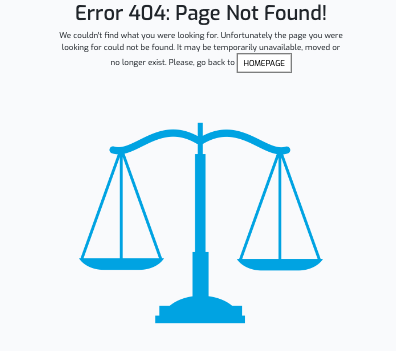 Error 404: Page Not Found!
We couldn't find what you were looking for. Unfortunately the page you were
looking for could not be found. It may be temporarily unavailable, moved or
no longer exist. Please, go back to HOMEPAGE